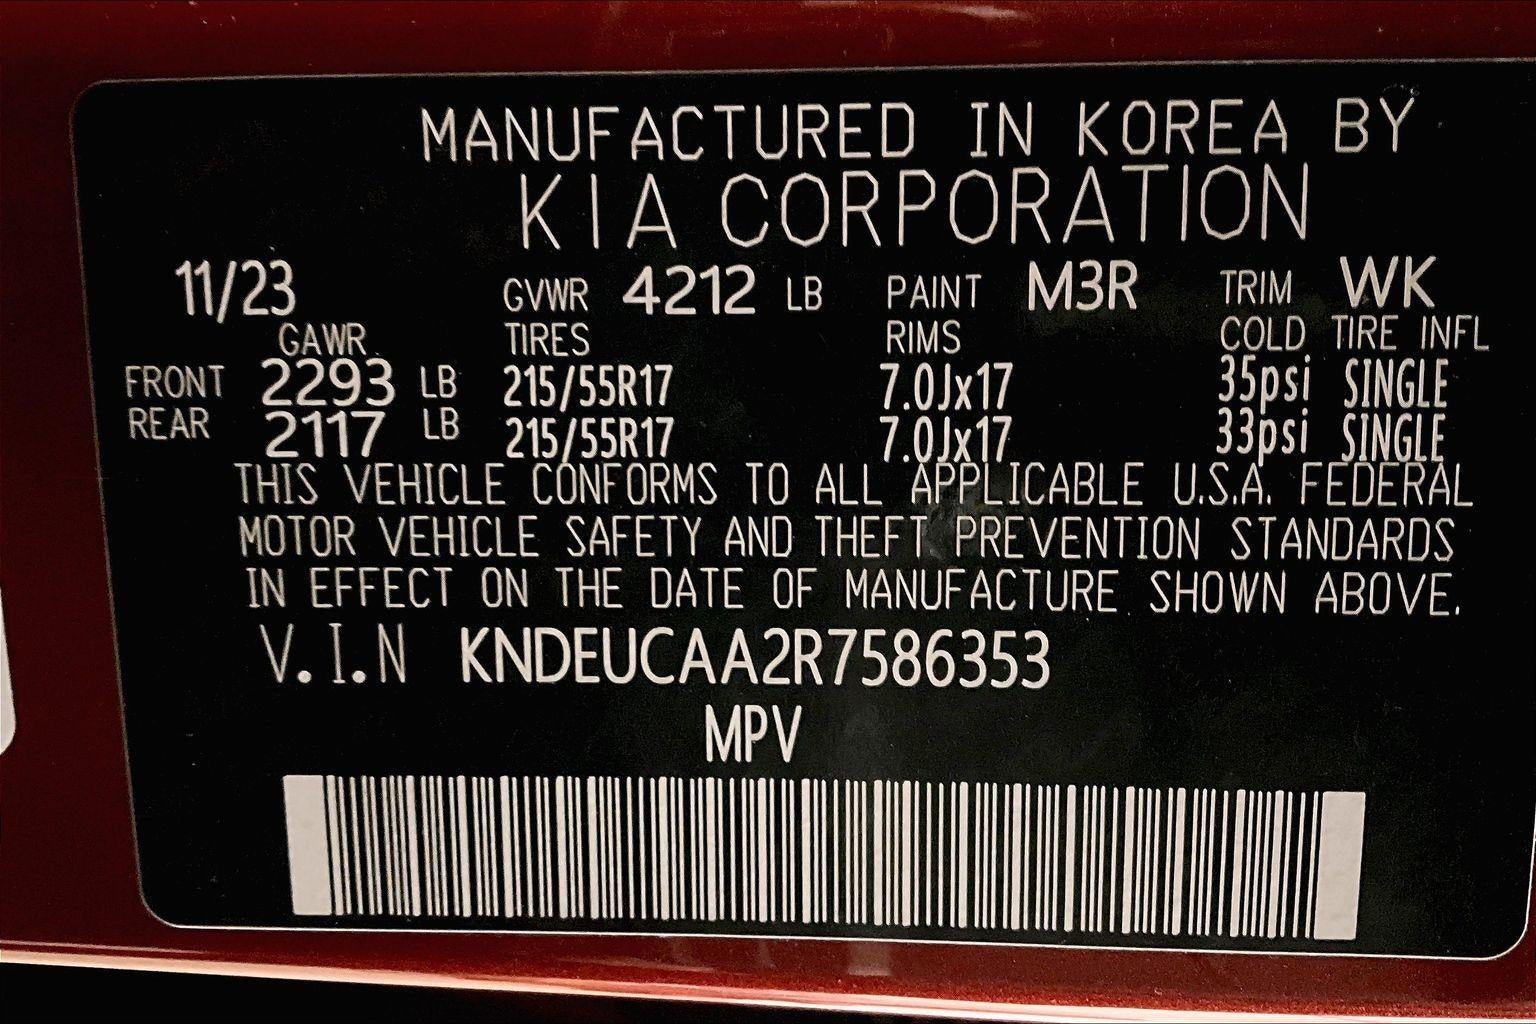 MANUFACTURED IN KOREA BY
KIA CORPORATION
11/23 GVWR 4212 LB PAINT M3R TRIM WK
GAWR TIRES RIMS COLD TIRE INFL
FRONT 2293 LB 215/55R17 7.0Jx17 35psi SINGLE
REAR 2117 LB 215/55R17 7.0Jx17 33psi SINGLE
THIS VEHICLE CONFORMS TO ALL APPLICABLE U.S.A. FEDERAL
MOTOR VEHICLE SAFETY AND THEFT PREVENTION STANDARDS
IN EFFECT ON THE DATE OF MANUFACTURE SHOWN ABOVE.
V.I.N KNDEUCAA2R7586353
MPV